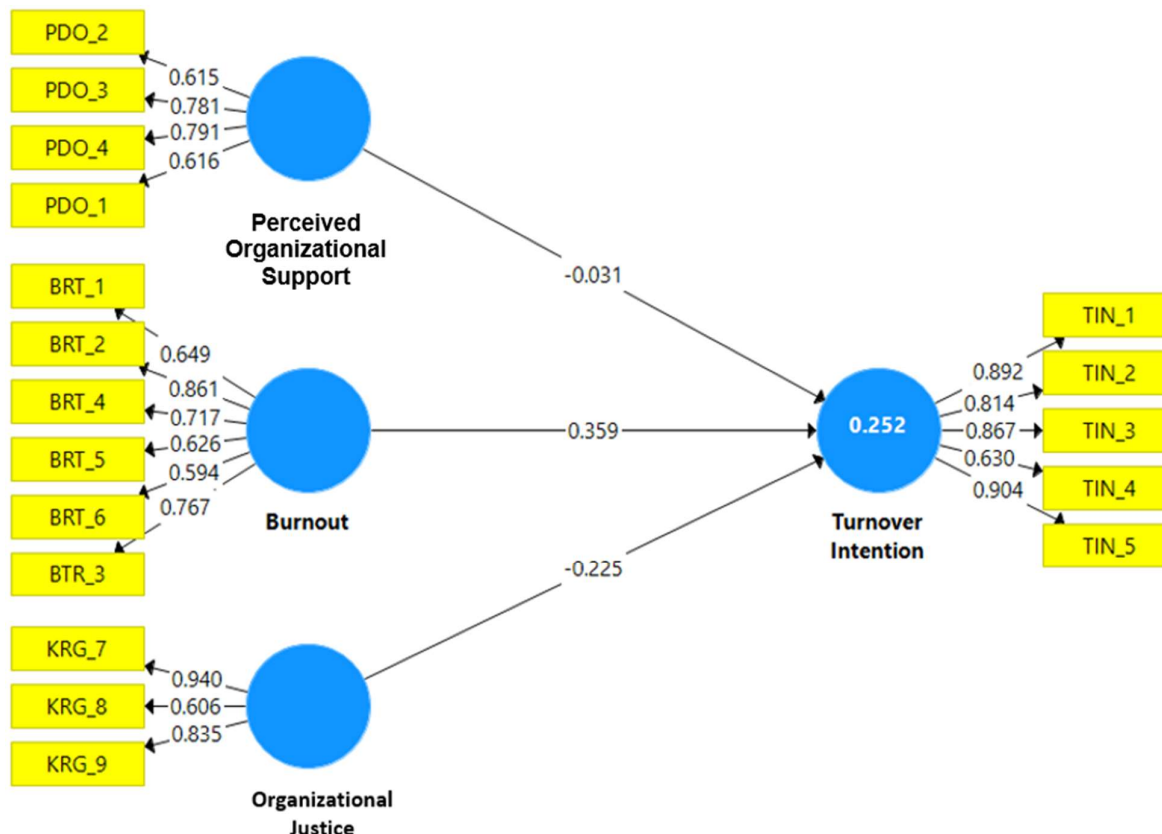 PDO_2
PDO_3
PDO_4
PDO_1
0.615
0.781
0.791
0.616
Perceived
Organizational
Support
-0.031
BRT_1
BRT_2
BRT_4
BRT_5
BRT_6
BTR_3
0.649
0.861
0.717
0.626
0.594
0.767
Burnout
0.359
KRG_7
KRG_8
KRG_9
0.940
0.606
0.835
Organizational
Justice
-0.225
0.252
Turnover
Intention
0.892
0.814
0.867
0.630
0.904
TIN_1
TIN_2
TIN_3
TIN_4
TIN_5